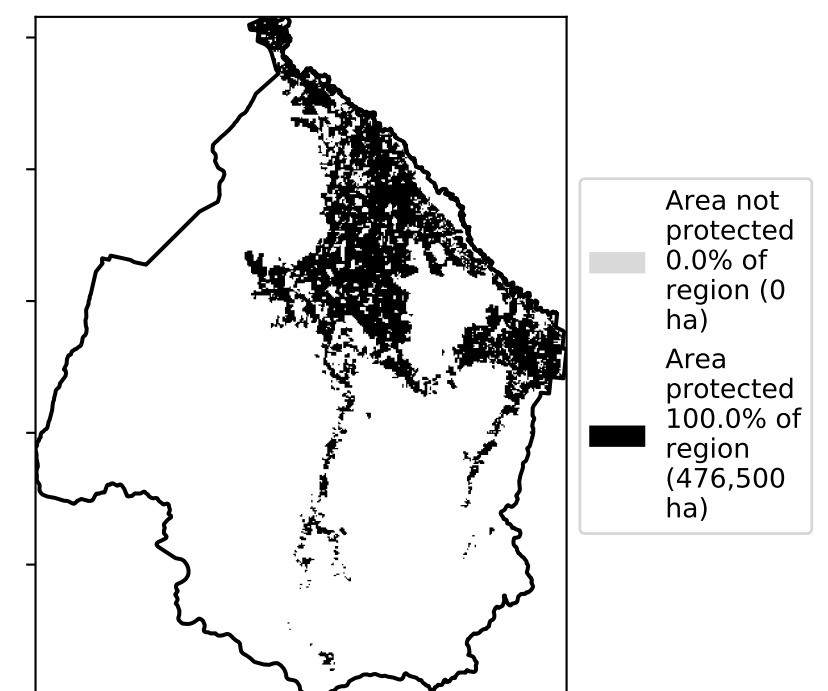 Area not
protected
0.0% of
region (0
ha)
Area
protected
100.0% of
region
(476,500
ha)